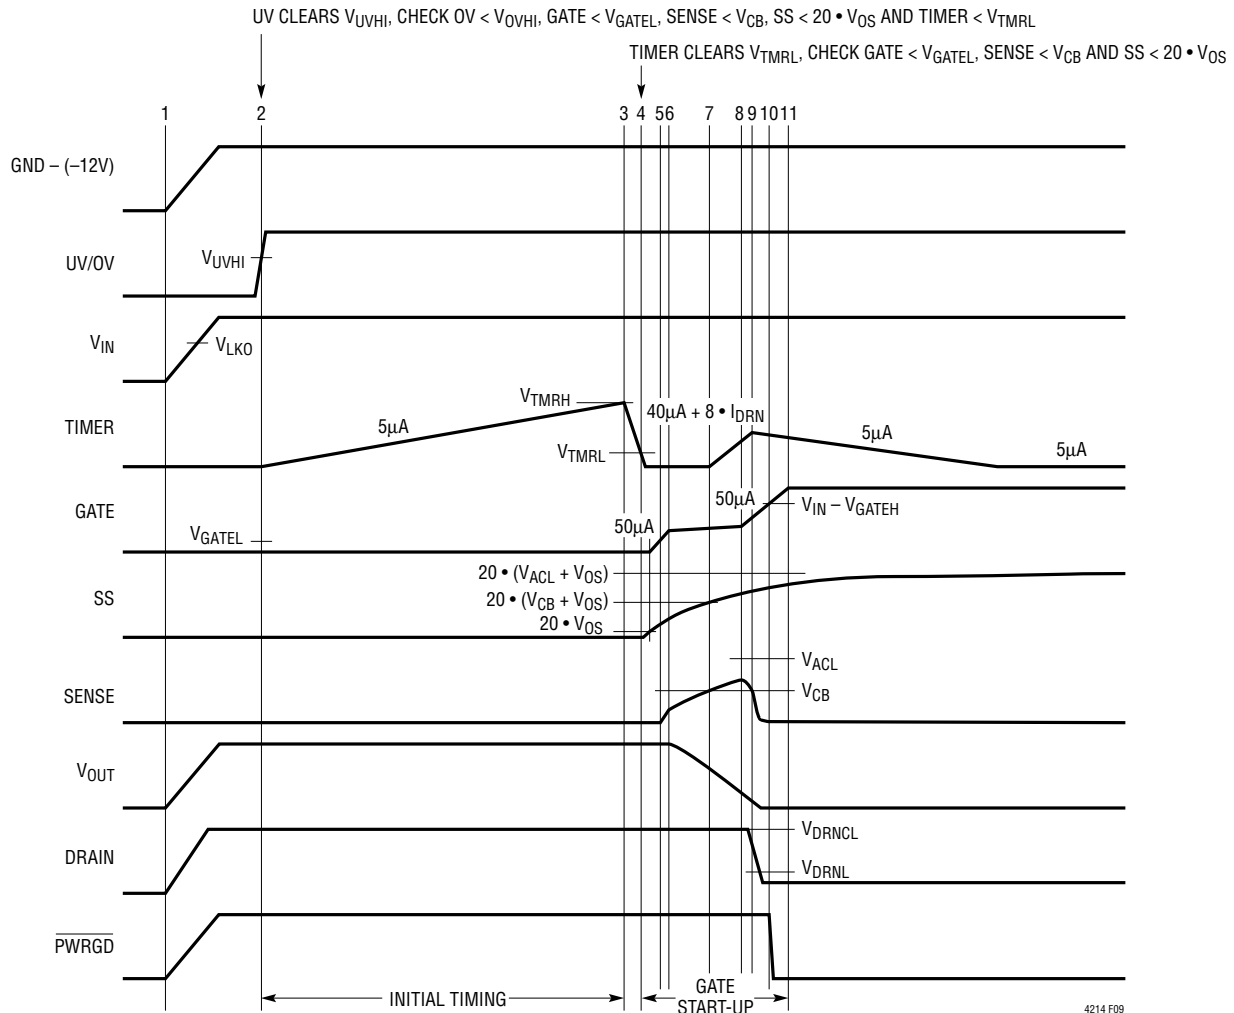 UV CLEARS VUVHI, CHECK OV < VOVHI, GATE < VGATEL, SENSE < VCB, SS < 20 • VOS AND TIMER < VTMRL
TIMER CLEARS VTMRL, CHECK GATE < VGATEL, SENSE < VCB AND SS < 20 • VOS
1 2 3 4 5 6 7 8 9 10 11
GND – (–12V)
UV/OV
VUVHI
VIN
VLKO
TIMER
5µA
VTMRH
VTMRL
40µA + 8 • IDRN
5µA
5µA
GATE
VGATEL
50µA
50µA
VIN – VGATEH
SS
20 • (VACL + VOS)
20 • (VCB + VOS)
20 • VOS
SENSE
VACL
VCB
VOUT
DRAIN
VDRNCL
VDRNL
PWRGD
INITIAL TIMING
GATE
START-UP
4214 F09